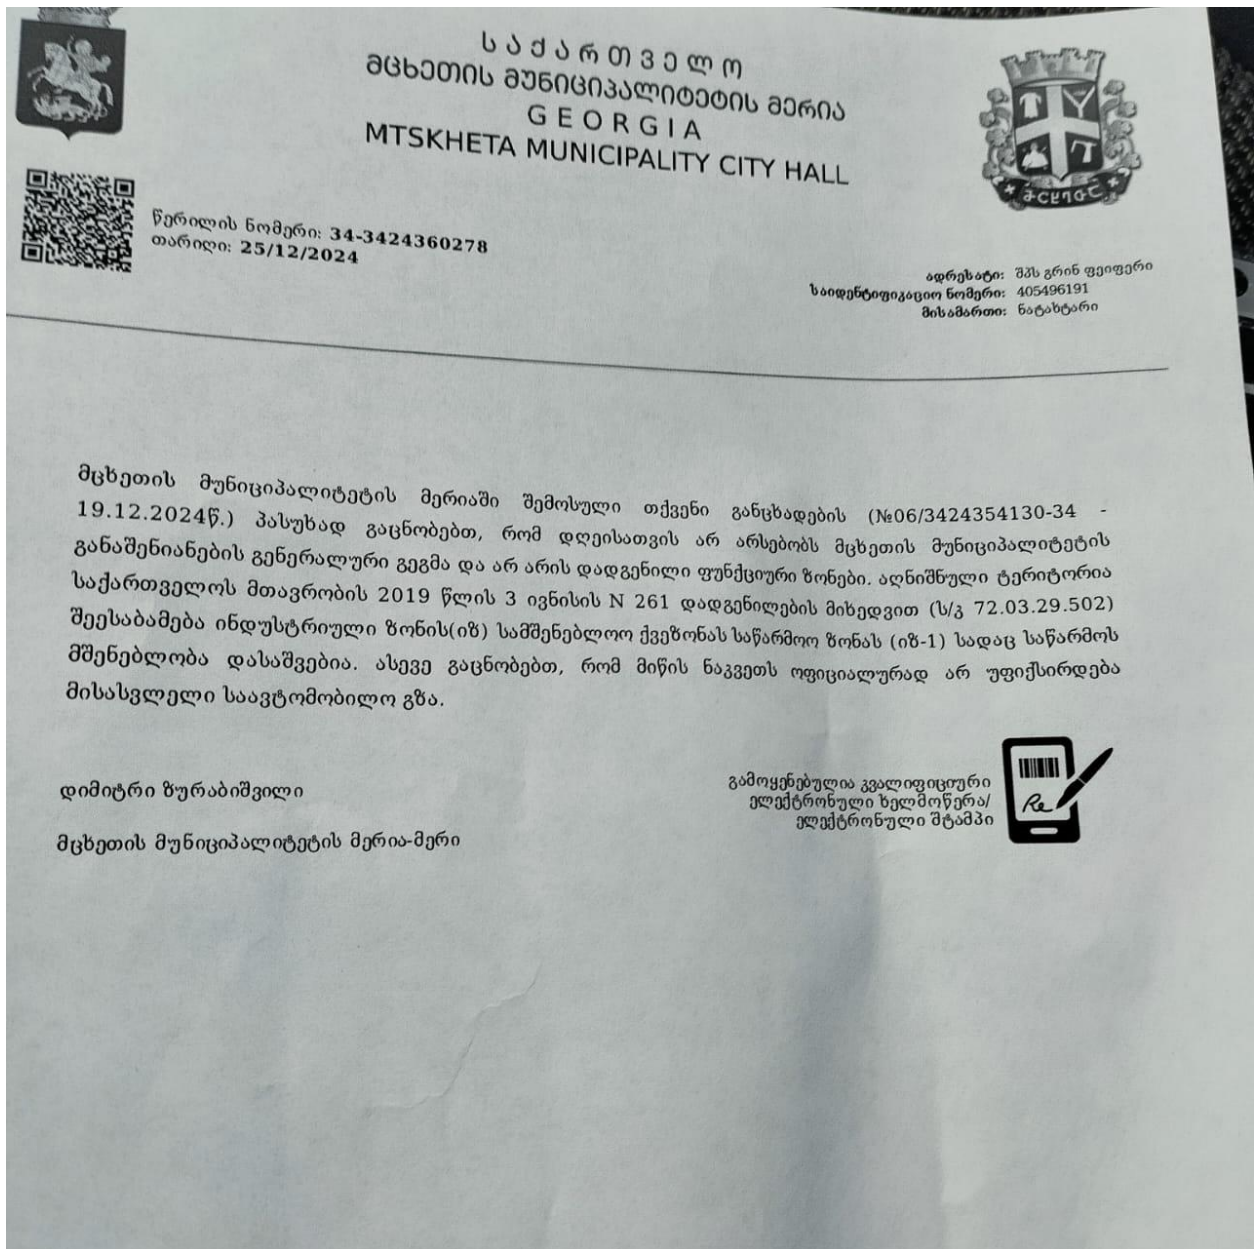 საქართველო
მცხეთის მუნიციპალიტეტის მერია
GEORGIA
MTSKHETA MUNICIPALITY CITY HALL
წერილის ნომერი: 34-3424360278
თარიღი: 25/12/2024
ადრესატი: შპს გრინ ფეიფერი
საიდენტიფიკაციო ნომერი: 405496191
მისამართი: ნატახტარი
მცხეთის მუნიციპალიტეტის მერიაში შემოსული თქვენი განცხადების (№06/3424354130-34 -
19.12.2024წ.) პასუხად გაცნობებთ, რომ დღეისათვის არ არსებობს მცხეთის მუნიციპალიტეტის
განაშენიანების გენერალური გეგმა და არ არის დადგენილი ფუნქციური ზონები. აღნიშნული ტერიტორია
საქართველოს მთავრობის 2019 წლის 3 ივნისის N 261 დადგენილების მიხედვით (ს/კ 72.03.29.502)
შეესაბამება ინდუსტრიული ზონის(იზ) სამშენებლოო ქვეზონას საწარმოო ზონას (იზ-1) სადაც საწარმოს
მშენებლობა დასაშვებია. ასევე გაცნობებთ, რომ მიწის ნაკვეთს ოფიციალურად არ უფიქსირდება
მისასვლელი საავტომობილო გზა.
დიმიტრი ზურაბიშვილი
მცხეთის მუნიციპალიტეტის მერია-მერი
გამოყენებულია კვალიფიციური
ელექტრონული ხელმოწერა/
ელექტრონული შტამპი